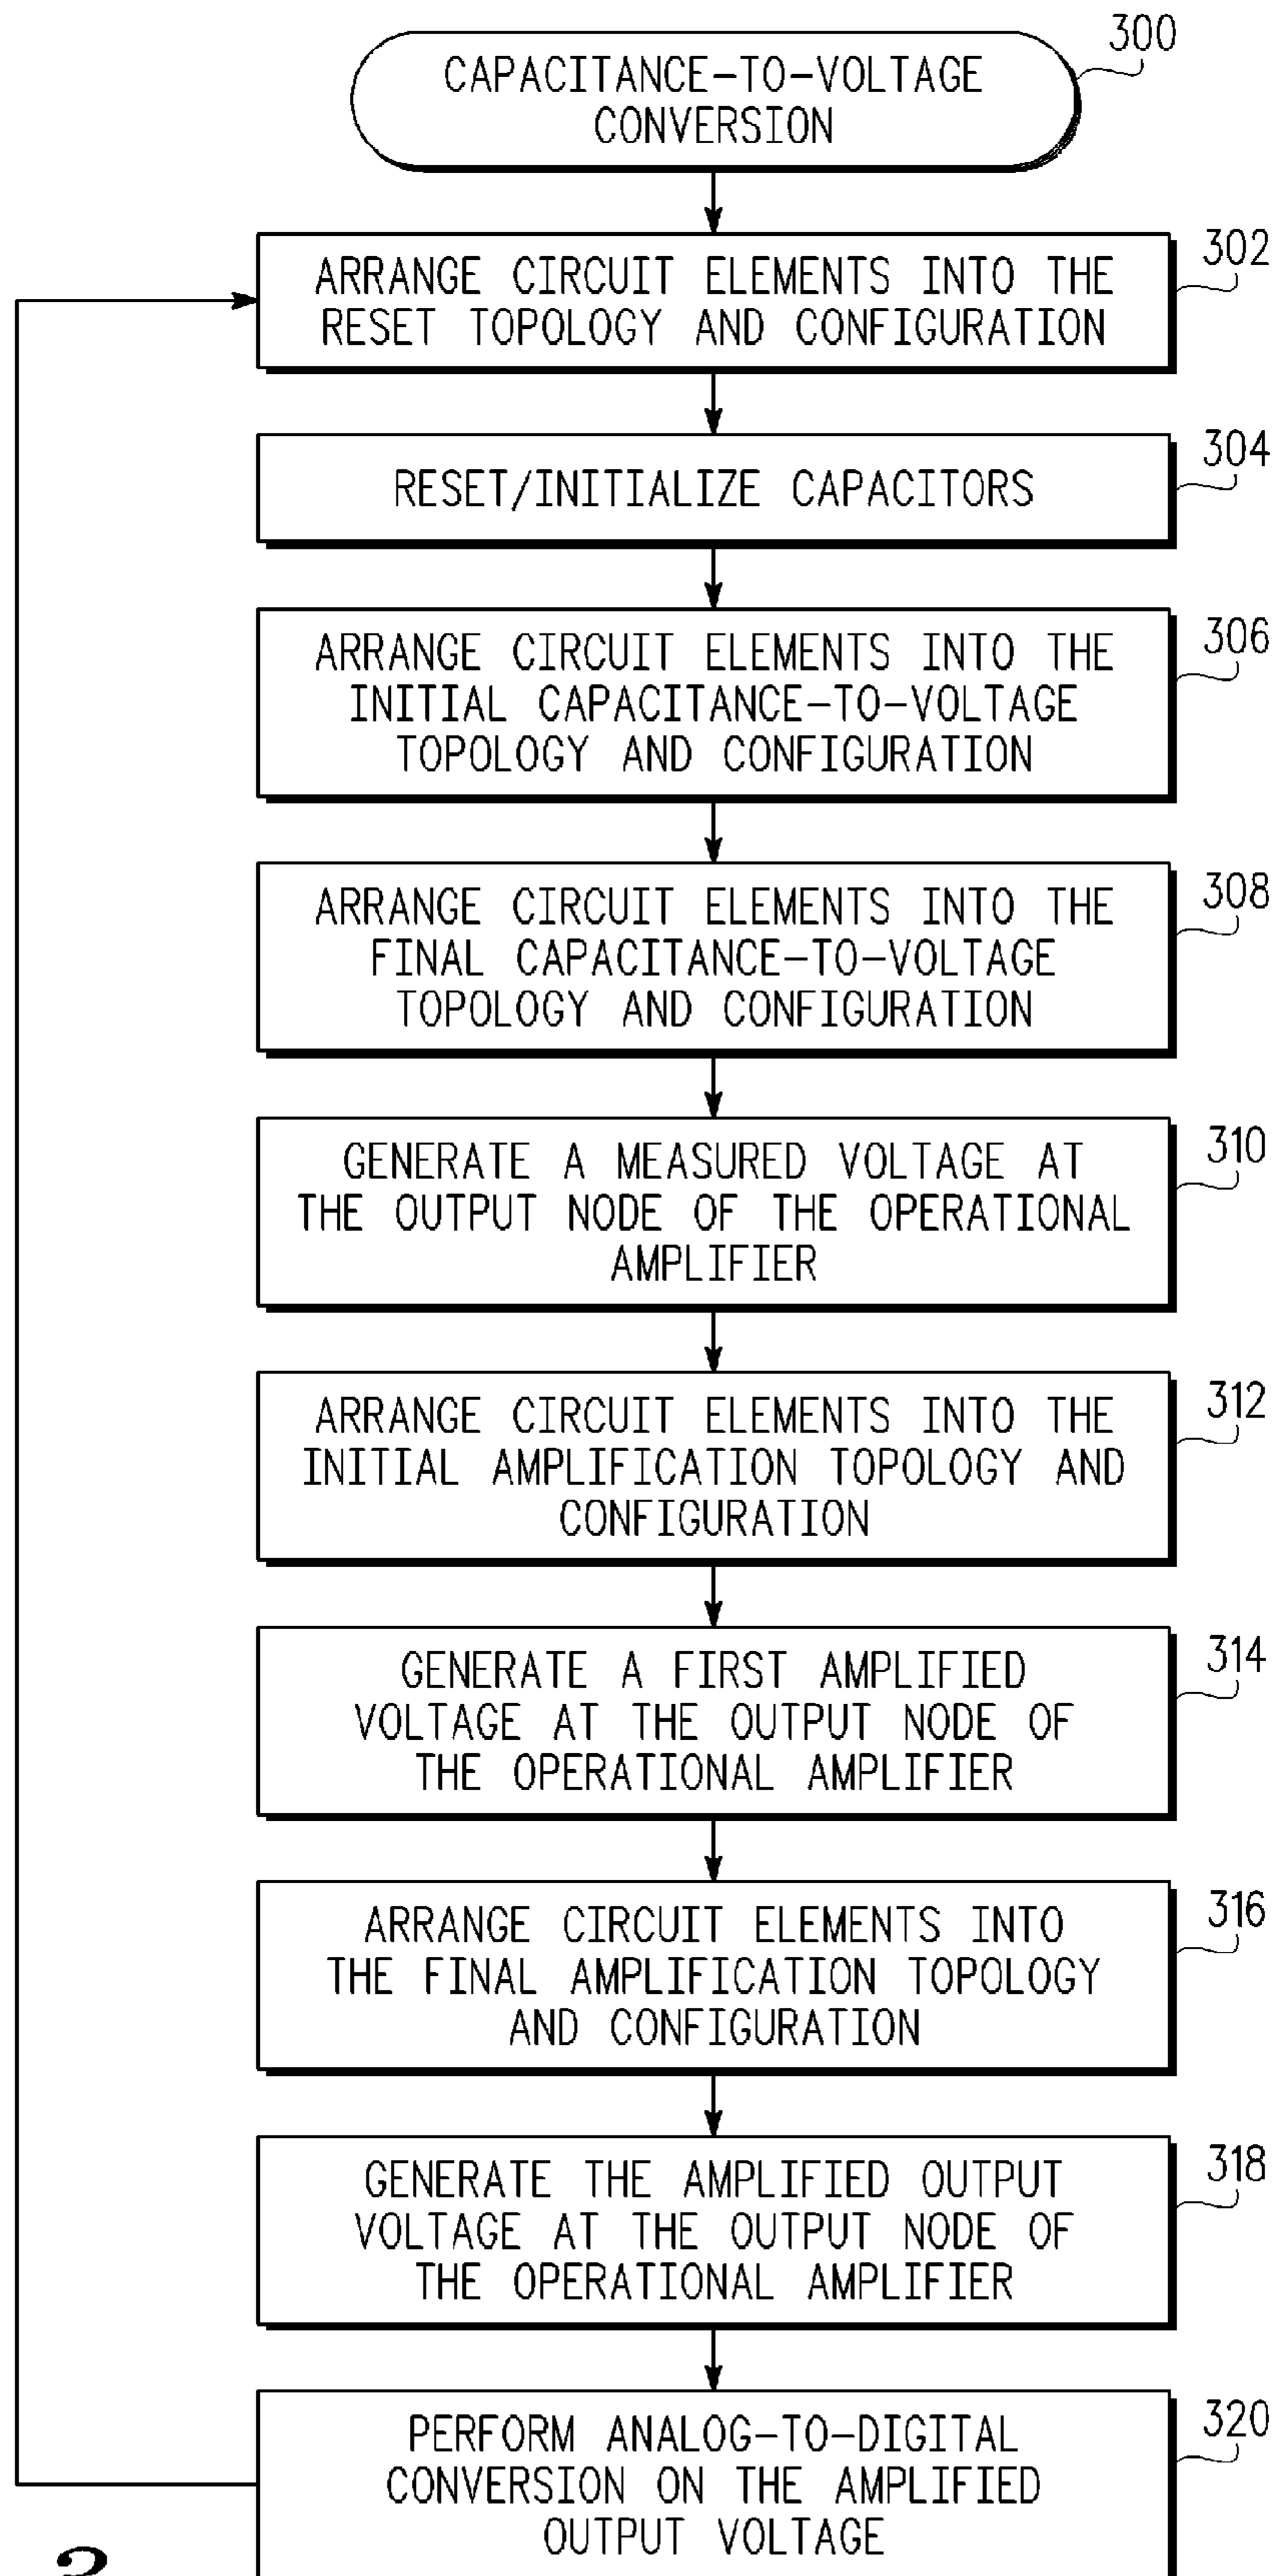 300
CAPACITANCE-TO-VOLTAGE
CONVERSION
302
ARRANGE CIRCUIT ELEMENTS INTO THE
RESET TOPOLOGY AND CONFIGURATION
304
RESET/INITIALIZE CAPACITORS
306
ARRANGE CIRCUIT ELEMENTS INTO THE
INITIAL CAPACITANCE-TO-VOLTAGE
TOPOLOGY AND CONFIGURATION
308
ARRANGE CIRCUIT ELEMENTS INTO THE
FINAL CAPACITANCE-TO-VOLTAGE
TOPOLOGY AND CONFIGURATION
310
GENERATE A MEASURED VOLTAGE AT
THE OUTPUT NODE OF THE OPERATIONAL
AMPLIFIER
312
ARRANGE CIRCUIT ELEMENTS INTO THE
INITIAL AMPLIFICATION TOPOLOGY AND
CONFIGURATION
314
GENERATE A FIRST AMPLIFIED
VOLTAGE AT THE OUTPUT NODE OF
THE OPERATIONAL AMPLIFIER
316
ARRANGE CIRCUIT ELEMENTS INTO
THE FINAL AMPLIFICATION TOPOLOGY
AND CONFIGURATION
318
GENERATE THE AMPLIFIED OUTPUT
VOLTAGE AT THE OUTPUT NODE OF
THE OPERATIONAL AMPLIFIER
320
PERFORM ANALOG-TO-DIGITAL
CONVERSION ON THE AMPLIFIED
OUTPUT VOLTAGE